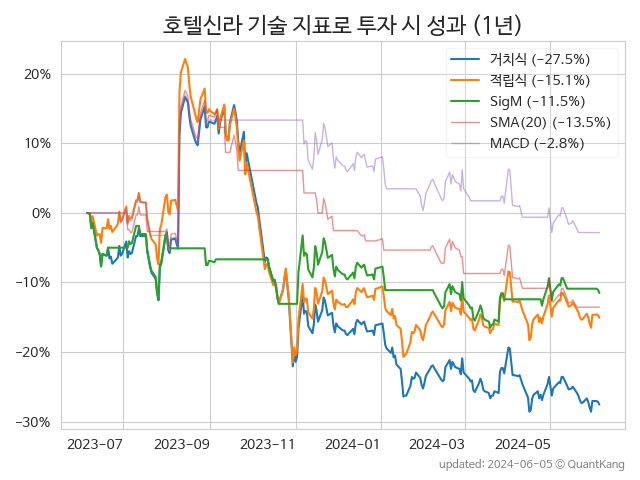 호텔신라 기술 지표로 투자 시 성과 (1년)
거치식 (−27.5%)
적립식 (−15.1%)
SigM (−11.5%)
SMA(20) (−13.5%)
MACD (−2.8%)
20%
10%
0%
−10%
−20%
−30%
2023−07 2023−09 2023−11 2024−01 2024−03 2024−05
updated: 2024−06−05 ⓒ QuantKang